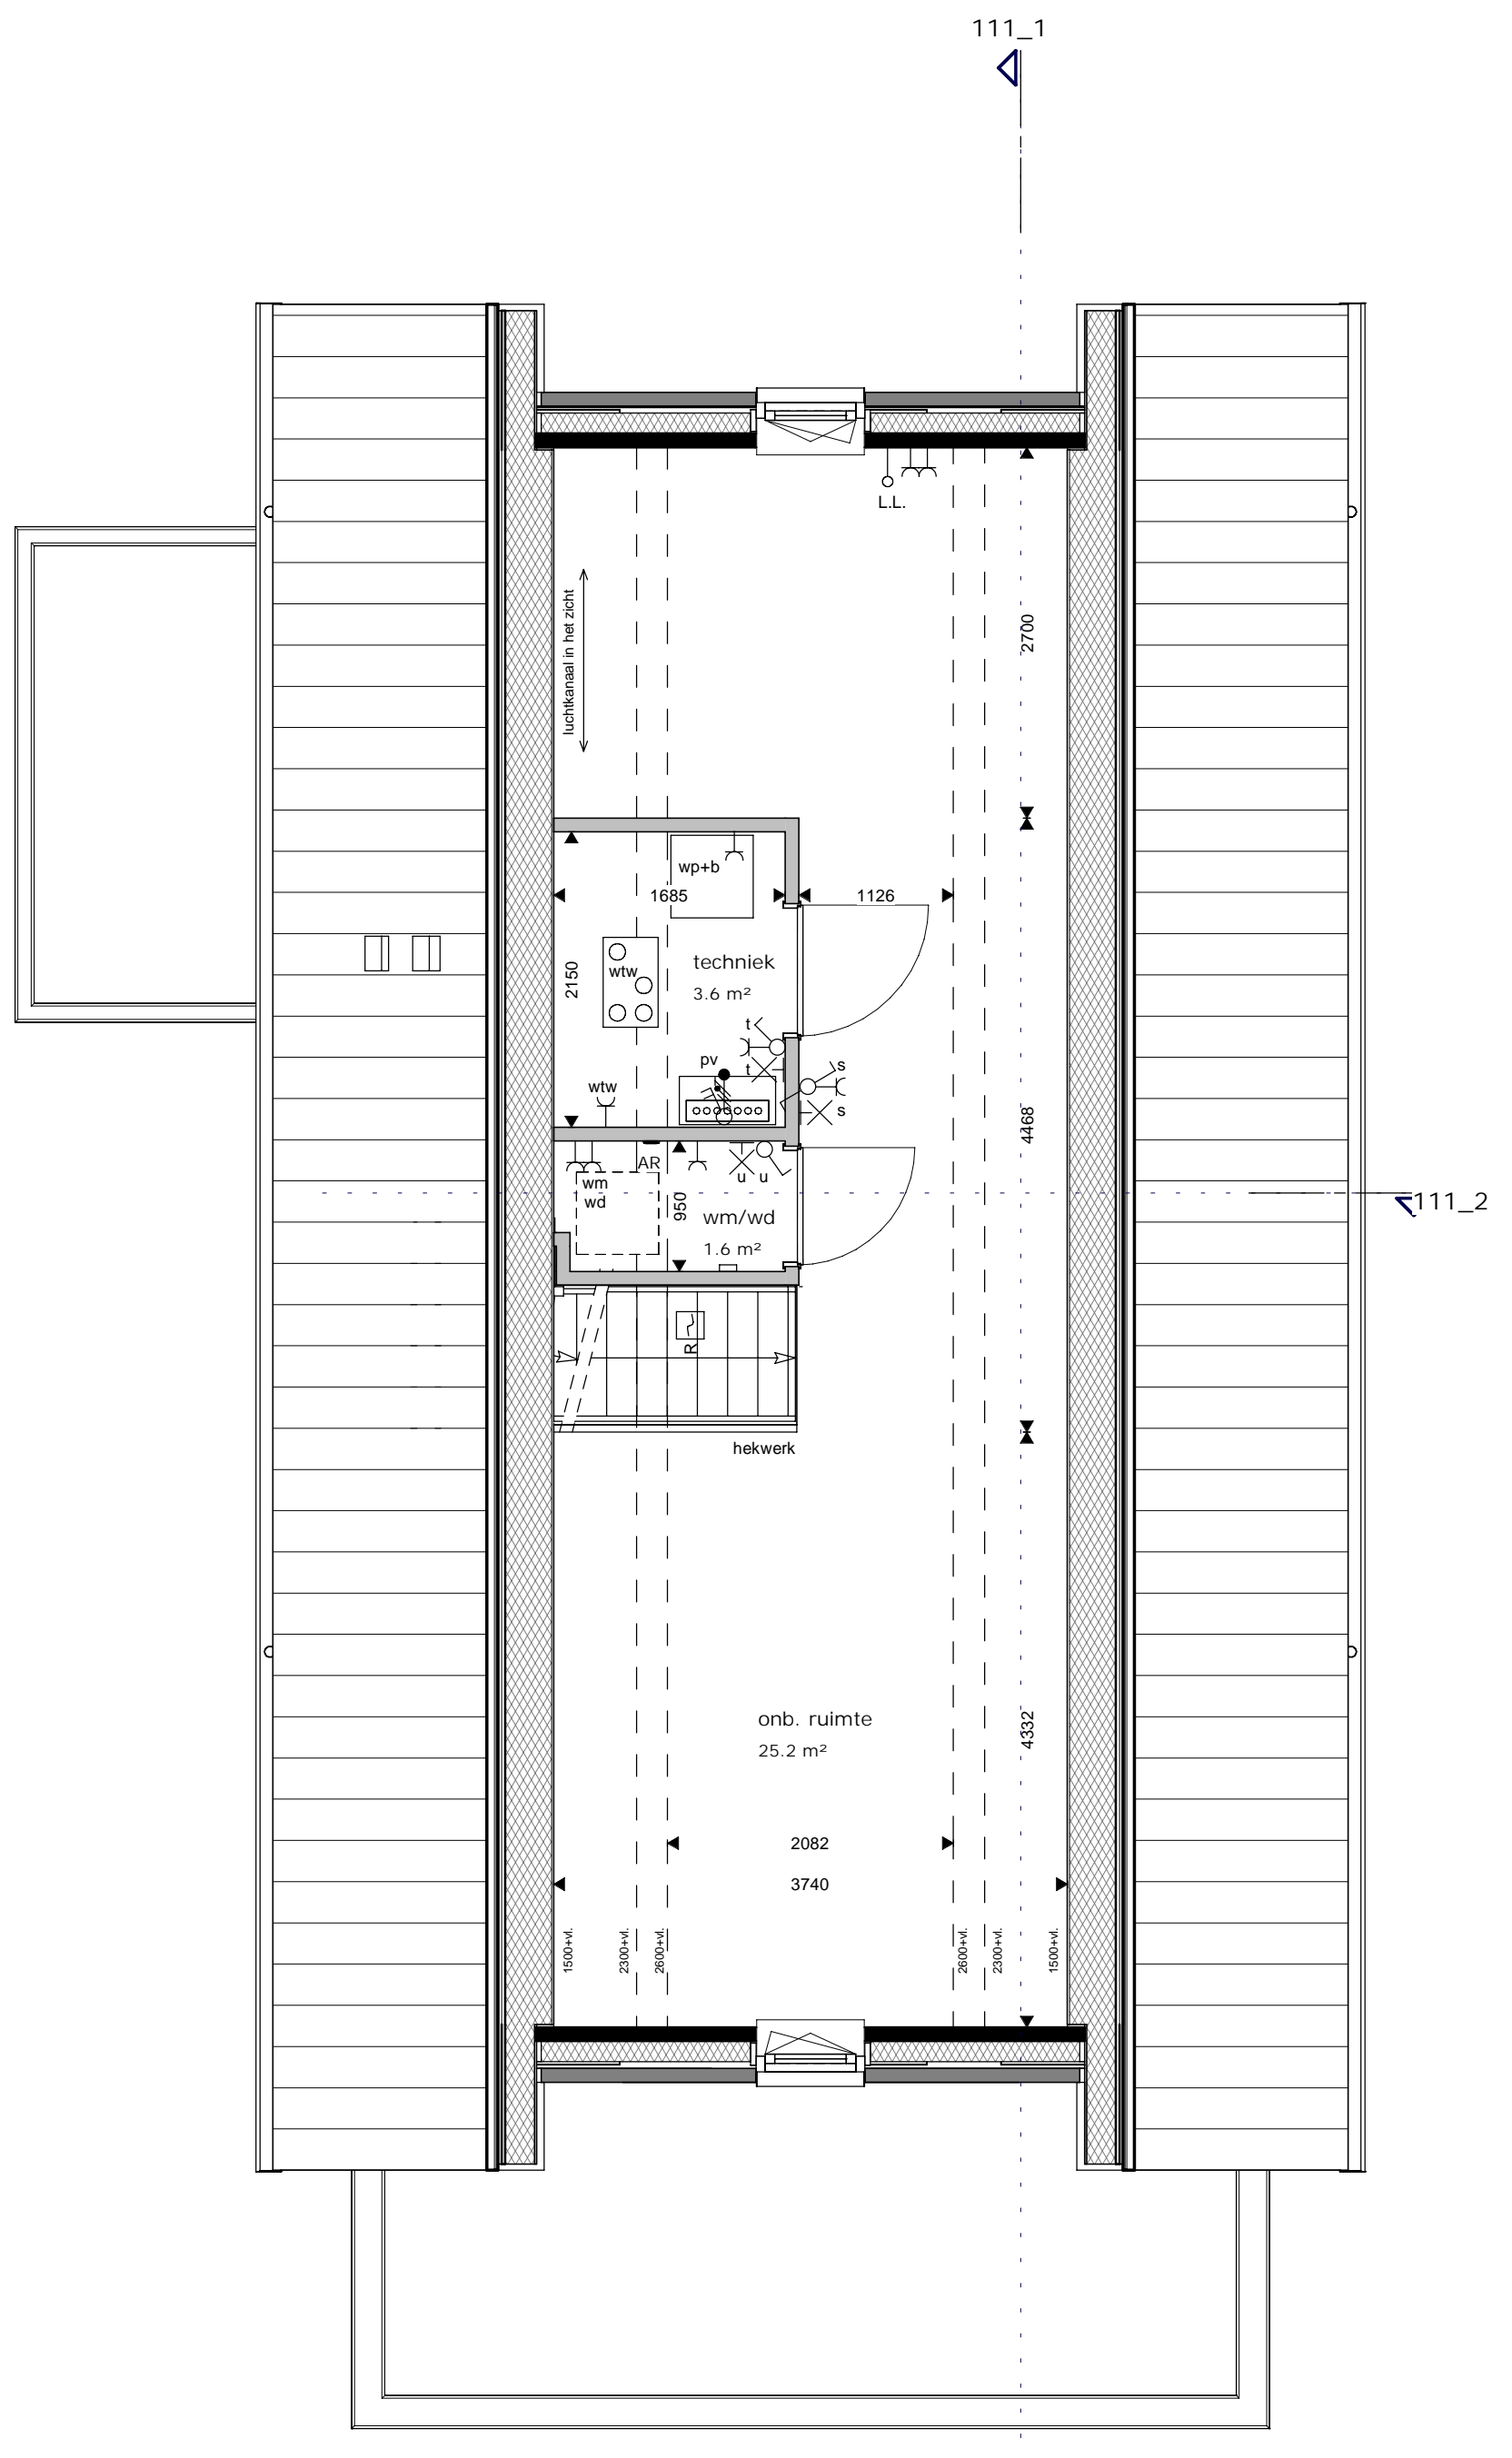 111_1
L.L.
luchtkanaal in het zicht
2700
wp+b
1685
1126
techniek
3.6 m²
wtw
2150
t
pv
t
s
wtw
s
4468
AR
wm
wd
u u
950
wm/wd
1.6 m²
111_2
R
hekwerk
onb. ruimte
25.2 m²
4332
2082
3740
1500+vl.
2300+vl.
2600+vl.
2600+vl.
2300+vl.
1500+vl.